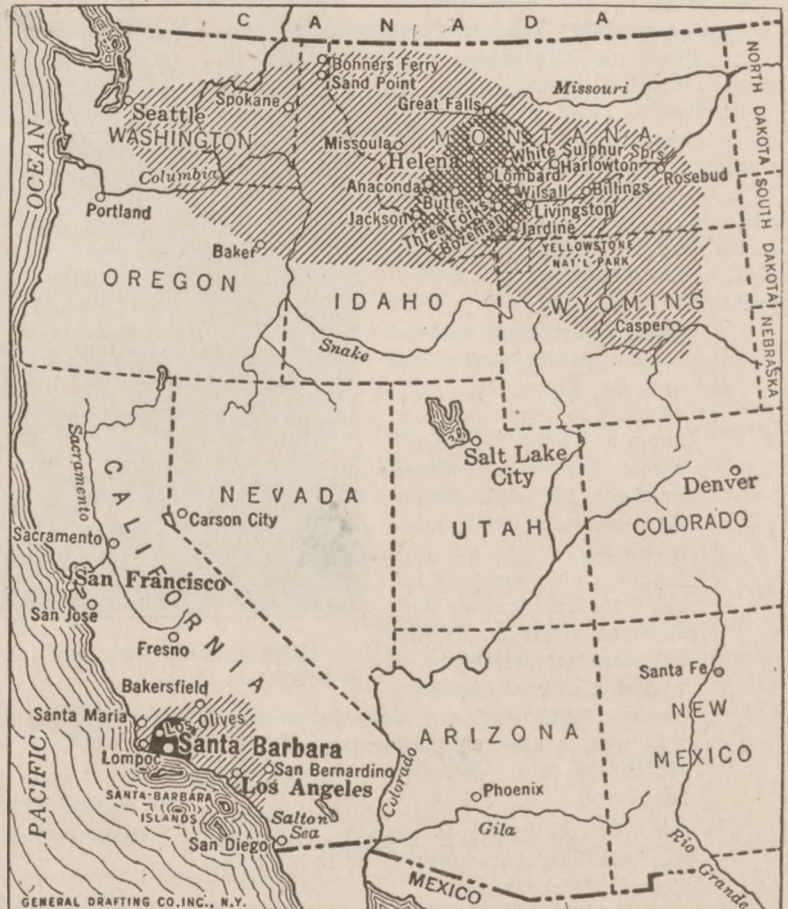 CANADA
Bonners Ferry
Sand Point
Missouri
NORTH DAKOTA
Spokane
Great Falls
Seattle
WASHINGTON
MONTANA
OCEAN
Missoula
Helena
White Sulphur Sprs.
Harlowton
Rosebud
Columbia
Lombard
Anaconda
Wilsall
Billings
Portland
Butte
Livingston
SOUTH DAKOTA
Jackson
Three Forks
Bozeman
Jardine
Baker
YELLOWSTONE
NAT'L PARK
OREGON
IDAHO
WYOMING
Casper
NEBRASKA
Snake
Sacramento
CALIFORNIA
Salt Lake
City
NEVADA
Denver
Carson City
UTAH
COLORADO
Sacramento
San Francisco
San Jose
Fresno
Santa Fe
Bakersfield
NEW
MEXICO
Santa Maria
Los Olives
Santa Barbara
ARIZONA
Lompoc
San Bernardino
Los Angeles
Colorado
PACIFIC
SANTA-BARBARA
ISLANDS
Phoenix
Salton
Sea
Gila
San Diego
Rio Grande
MEXICO
GENERAL DRAFTING CO.INC., N.Y.